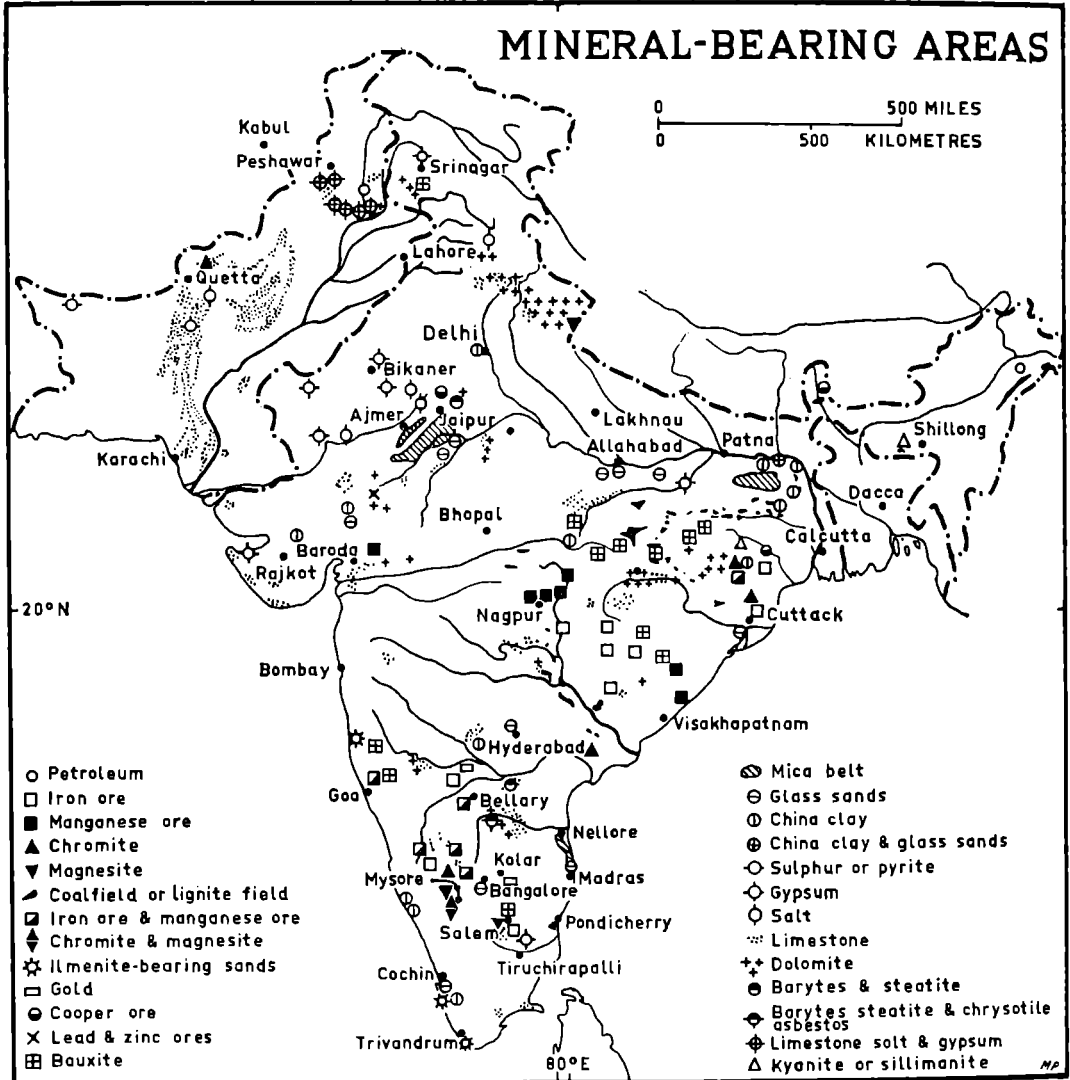 MINERAL-BEARING AREAS
0 500 MILES
0 500 KILOMETRES
Kabul
Peshawar
Srinagar
Lahore
Quetta
Delhi
Bikaner
Ajmer
Jaipur
Lakhnau
Allahabad
Patna
Shillong
Karachi
Dacca
Bhopal
Calcutta
Baroda
Rajkot
20°N
Nagpur
Cuttack
Bombay
Visakhapatnam
Hyderabad
Goa
Bellary
Nellore
Kolar
Mysore
Bangalore
Madras
Salem
Pondicherry
Tiruchirapalli
Cochin
Trivandrum
80°E
Petroleum
Iron ore
Manganese ore
Chromite
Magnesite
Coalfield or lignite field
Iron ore & manganese ore
Chromite & magnesite
Ilmenite-bearing sands
Gold
Cooper ore
Lead & zinc ores
Bauxite
Mica belt
Glass sands
China clay
China clay & glass sands
Sulphur or pyrite
Gypsum
Salt
Limestone
Dolomite
Barytes & steatite
Barytes steatite & chrysotile
asbestos
Limestone solt & gypsum
Kyanite or sillimanite
MP